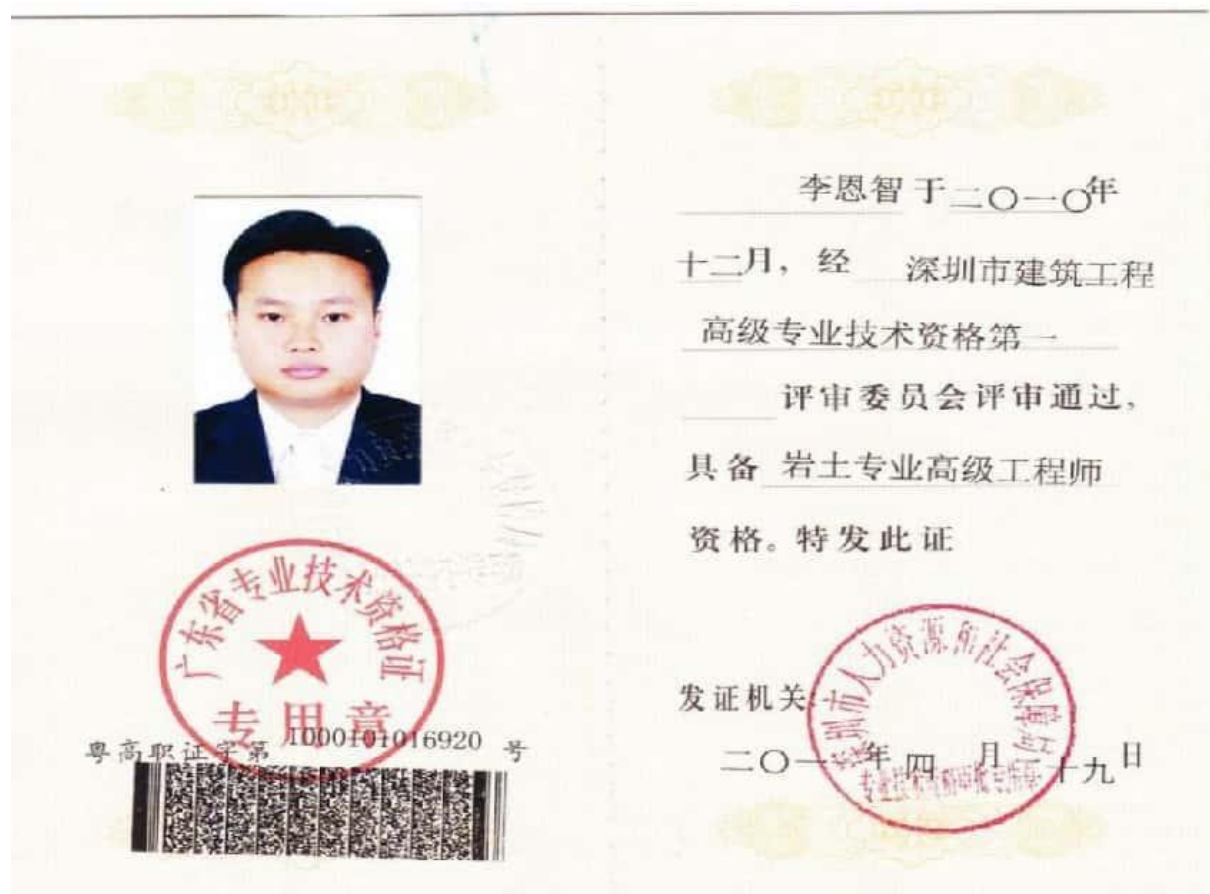 广东省专业技术资格证
专用章
粤高职证字第 1000101016920 号
李恩智于二〇一〇年
十二月，经 深圳市建筑工程
高级专业技术资格第一
评审委员会评审通过，
具备 岩土专业高级工程师
资格。特发此证
深圳市人力资源和社会保障局
发证机关：
二〇一一年四月十九日